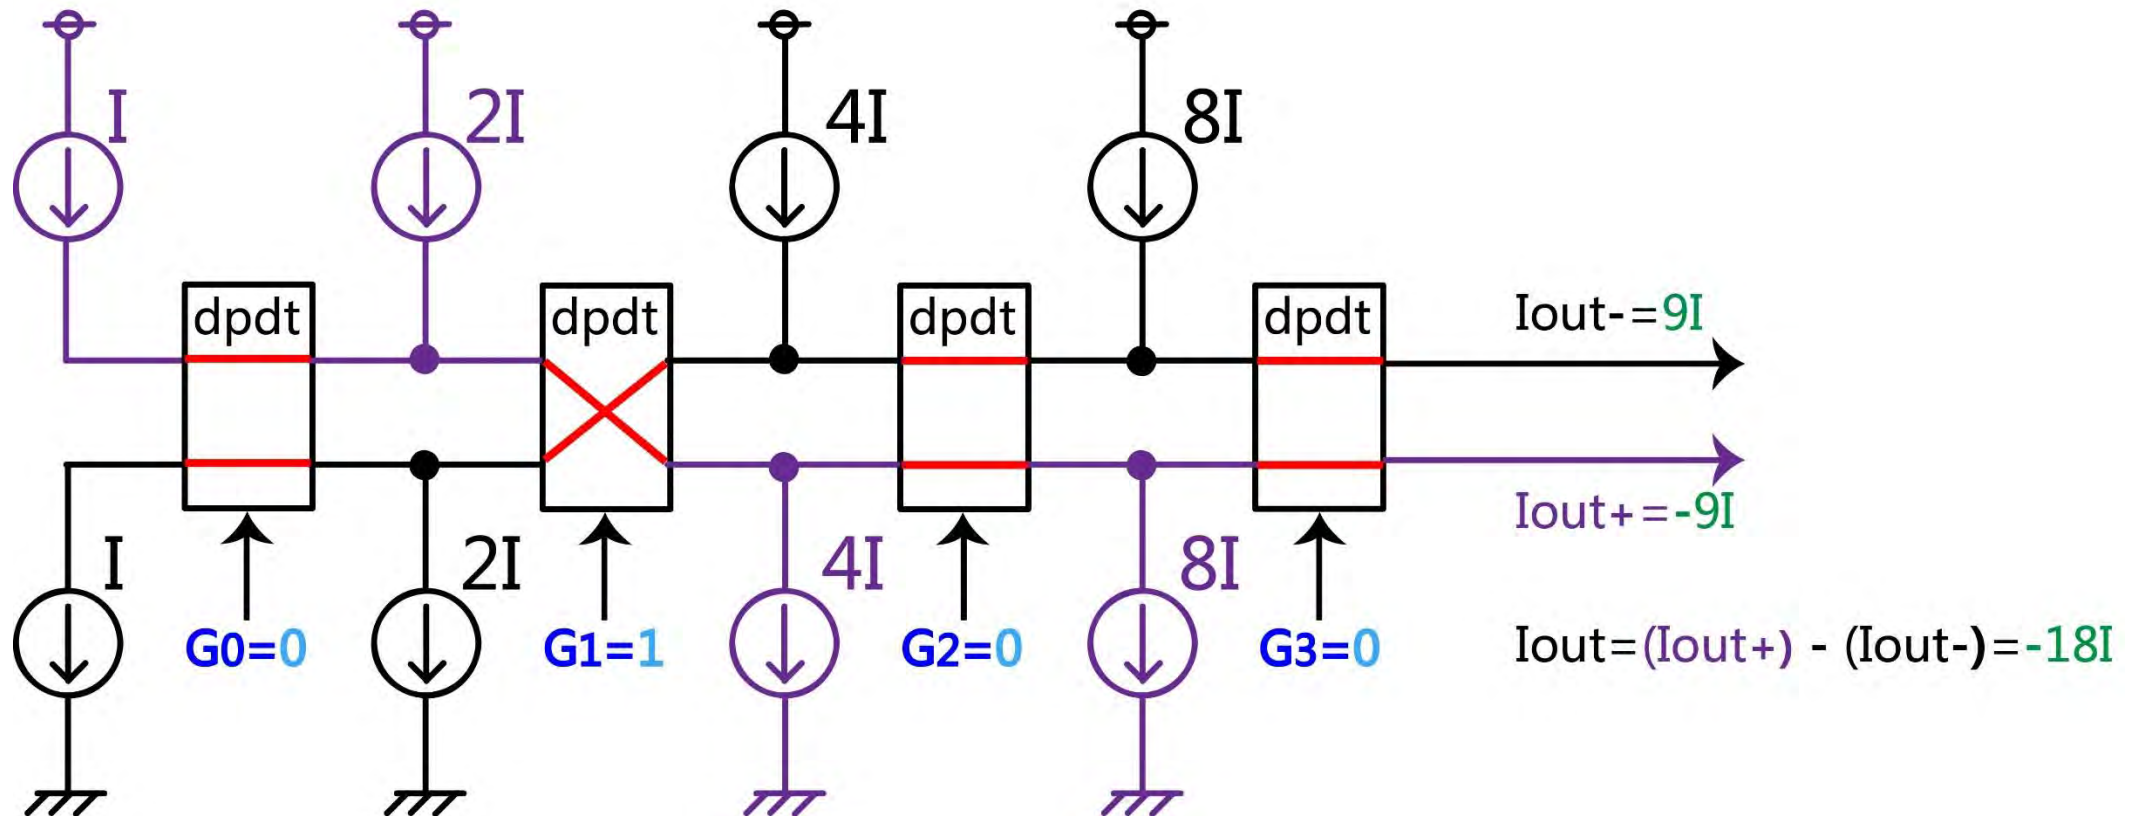 I 2I 4I 8I
dpdt dpdt dpdt dpdt
Iout-=9I
Iout+=-9I
I 2I 4I 8I
G0=0 G1=1 G2=0 G3=0
Iout=(Iout+) - (Iout-)=-18I